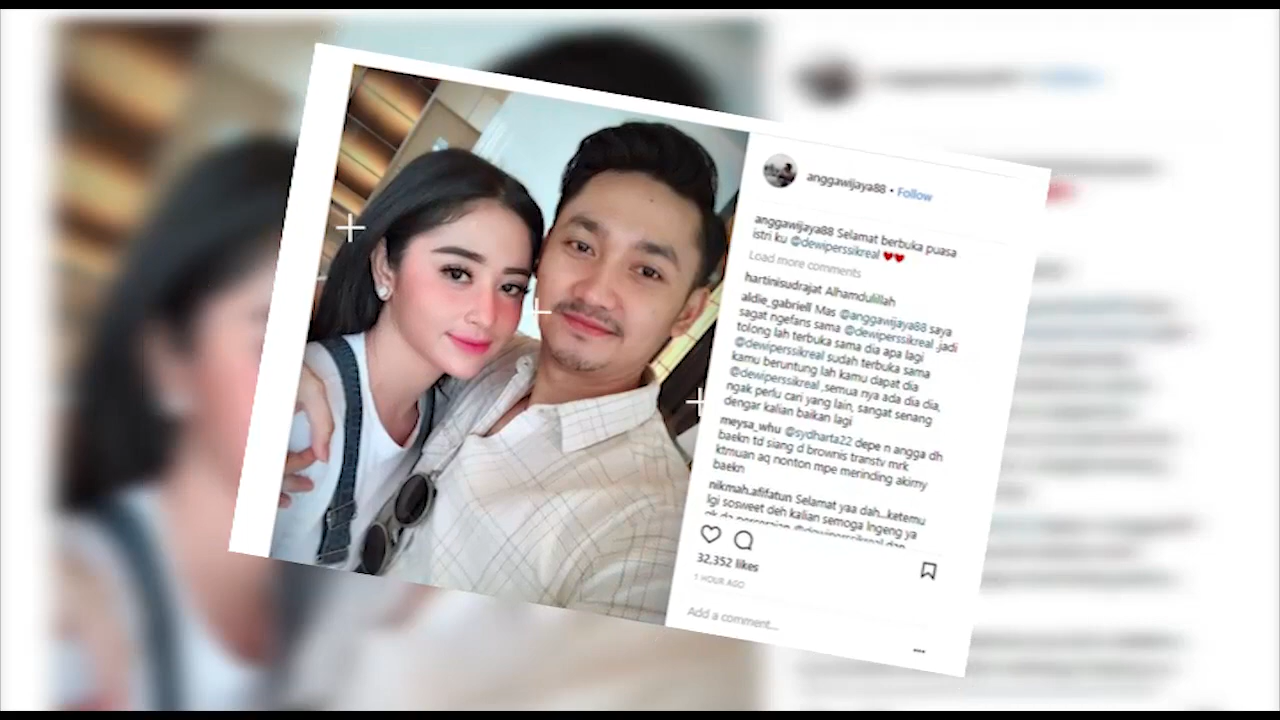 anggawijaya88 • Follow
anggawijaya88 Selamat berbuka puasa
istri ku @dewiperssikreal ❤❤
Load more comments
hartinisudrajat Alhamdulillah
aldie_gabriell Mas @anggawijaya88 saya
sagat ngefans sama @dewiperssikreal .jadi
tolong lah terbuka sama dia apa lagi
@dewiperssikreal sudah terbuka sama
kamu beruntung lah kamu dapat dia
@dewiperssikreal ,semua nya ada dia dia,
ngak perlu cari yang lain, sangat senang
dengar kalian baikan lagi
meysa_whu @sydharta22 depe n angga dh
baekn td siang d brownis transtv mrk
ktmuan aq nonton mpe merinding akirny
baekn
nikmah.afifatun Selamat yaa dah...ketemu
lgi sosweet deh kalian semoga lngeng ya
@dewiperssikreal dan
32,352 likes
1 HOUR AGO
Add a comment...